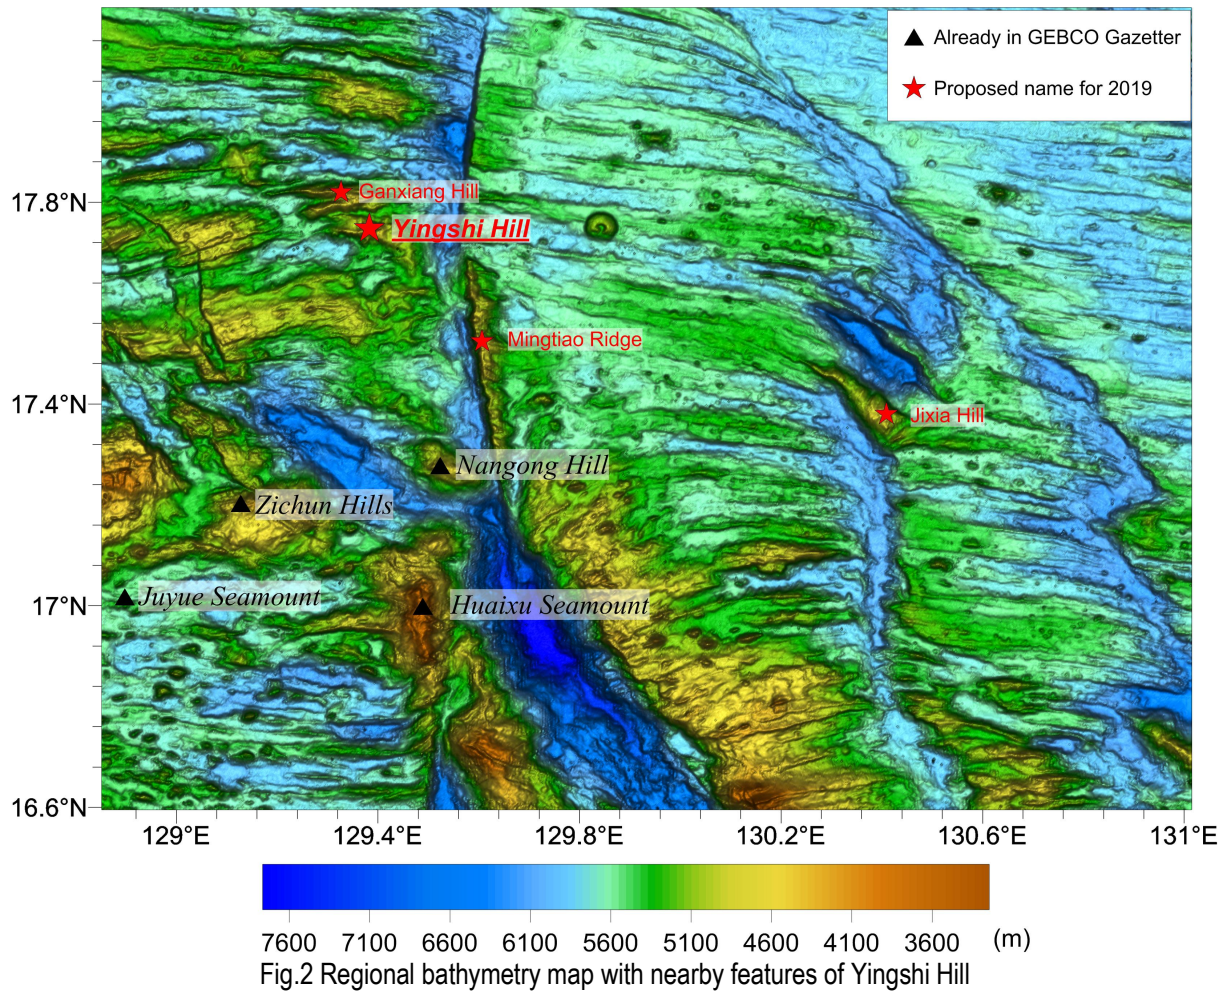 Already in GEBCO Gazetter
Proposed name for 2019
17.8°N
Ganxiang Hill
Yingshi Hill
Mingtiao Ridge
17.4°N
Jixia Hill
Nangong Hill
Zichun Hills
17°N
Juyue Seamount
Huaixu Seamount
16.6°N
129°E 129.4°E 129.8°E 130.2°E 130.6°E 131°E
7600 7100 6600 6100 5600 5100 4600 4100 3600 (m)
Fig.2 Regional bathymetry map with nearby features of Yingshi Hill